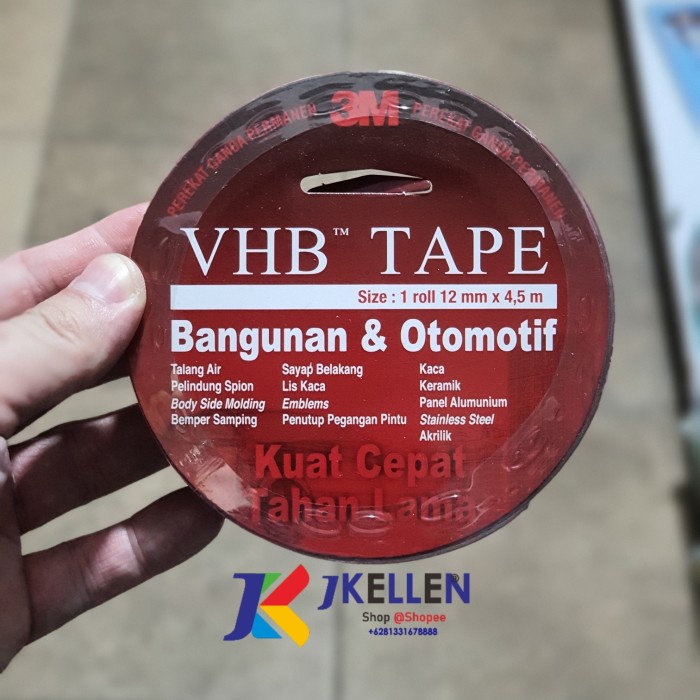 PEREKAT GANDA PERMANEN 3M PEREKAT GANDA PERMANEN
VHB™ TAPE
Size : 1 roll 12 mm x 4,5 m
Bangunan & Otomotif
Talang Air Sayap Belakang Kaca
Pelindung Spion Lis Kaca Keramik
Body Side Molding Emblems Panel Alumunium
Bemper Samping Penutup Pegangan Pintu Stainless Steel
Akrilik
Kuat Cepat
Tahan Lama
JKELLEN®
Shop @Shopee
+6281331678888